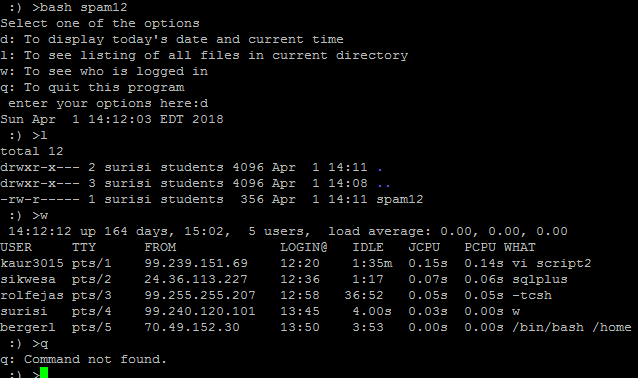 :) >bash spam12
Select one of the options
d: To display today's date and current time
l: To see listing of all files in current directory
w: To see who is logged in
q: To quit this program
 enter your options here:d
Sun Apr  1 14:12:03 EDT 2018
 :) >l
total 12
drwxr-x--- 2 surisi students 4096 Apr  1 14:11 .
drwxr-x--- 3 surisi students 4096 Apr  1 14:08 ..
-rw-r----- 1 surisi students  356 Apr  1 14:11 spam12
 :) >w
 14:12:12 up 164 days, 15:02,  5 users,  load average: 0.00, 0.00, 0.00
USER     TTY      FROM             LOGIN@   IDLE   JCPU   PCPU WHAT
kaur3015 pts/1    99.239.151.69    12:20    1:35m  0.15s  0.14s vi script2
sikwesa  pts/2    24.36.113.227    12:36    1:17   0.07s  0.06s sqlplus
rolfejas pts/3    99.255.255.207   12:58   36:52   0.05s  0.05s -tcsh
surisi   pts/4    99.240.120.101   13:45    4.00s  0.03s  0.00s w
bergerl  pts/5    70.49.152.30     13:50    3:53   0.00s  0.00s /bin/bash /home
 :) >q
q: Command not found.
 :) >